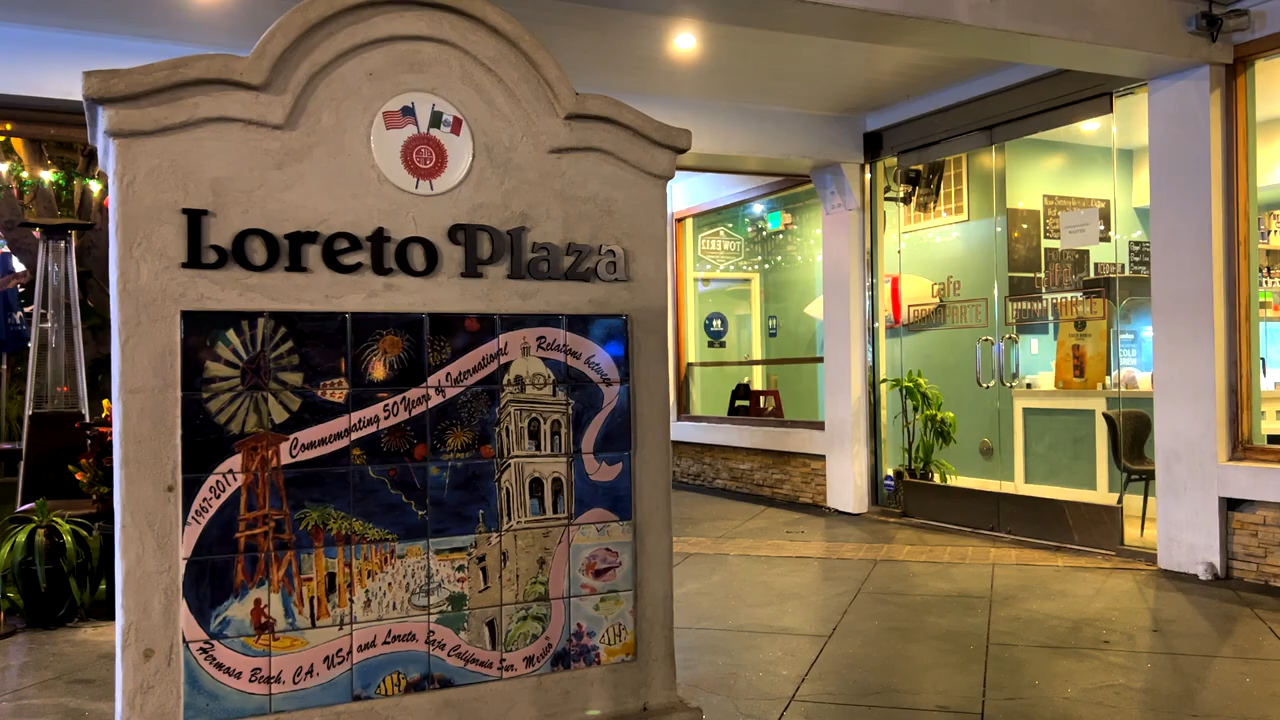 Loreto Plaza
"1967-2017 Commemorating 50 Years of International Relations between
Hermosa Beach, CA, USA and Loreto, Baja California Sur, Mexico"
TOWER12
cafe
BONAPARTE
cafe
BONAPARTE
COLD
BREW